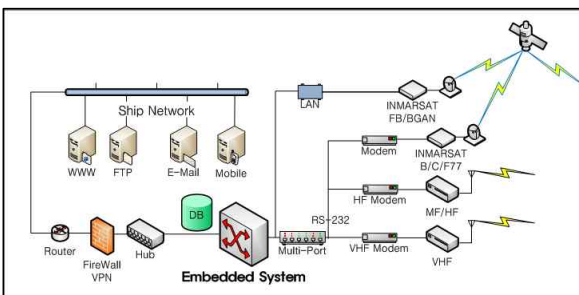 Ship Network
WWW
FTP
E-Mail
Mobile
LAN
INMARSAT
FB/BGAN
Modem
INMARSAT
B/C/F77
DB
RS-232
HF Modem
MF/HF
Router
FireWall
VPN
Hub
Multi-Port
VHF Modem
VHF
Embedded System